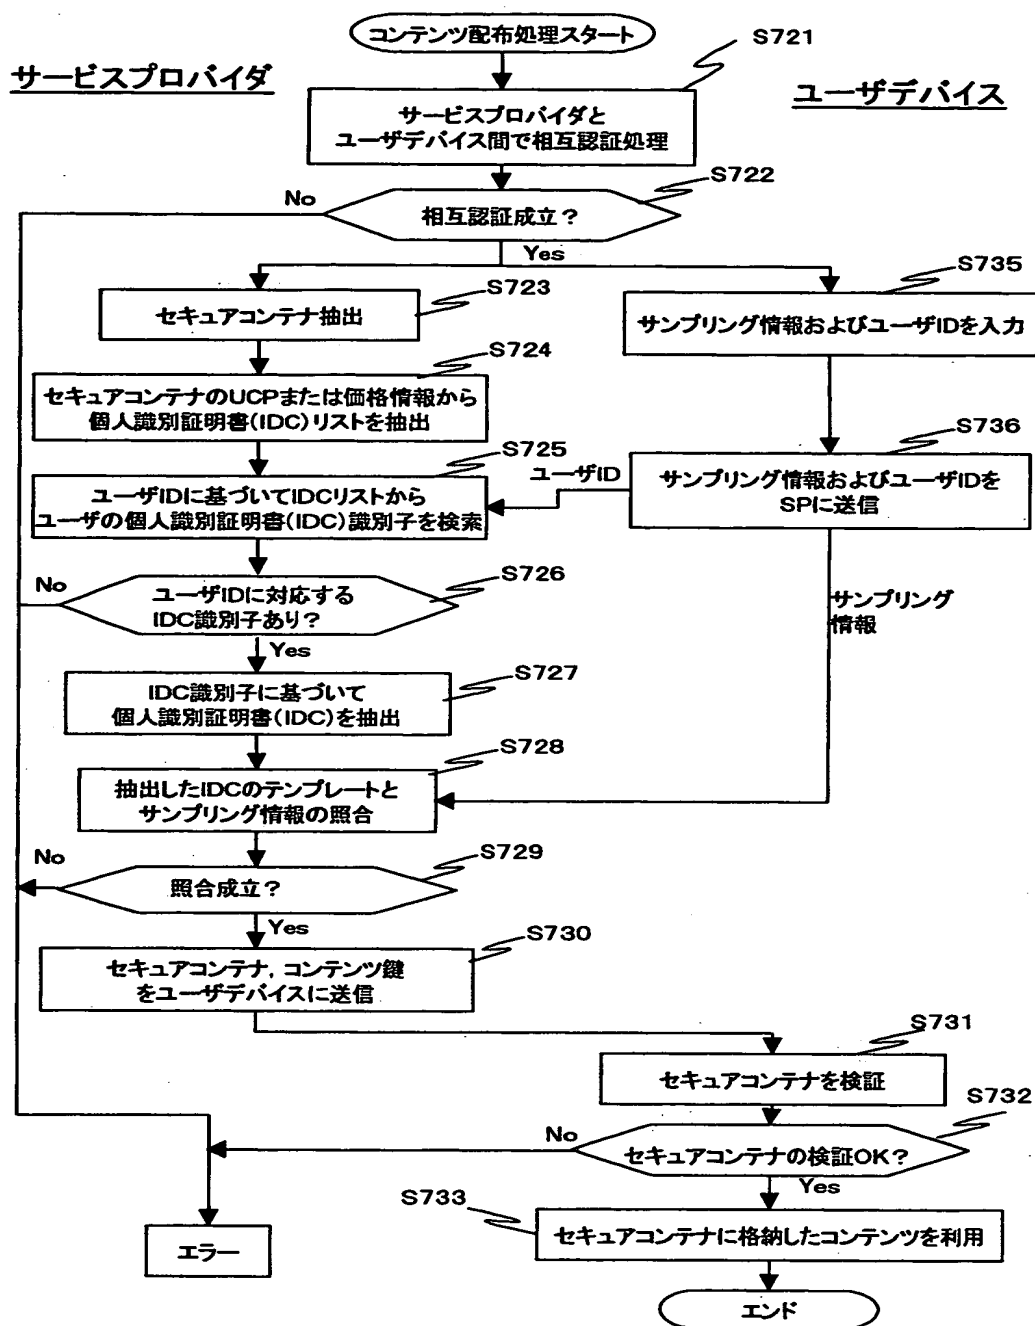 コンテンツ配布処理スタート
S721
サービスプロバイダ
ユーザデバイス
サービスプロバイダと
ユーザデバイス間で相互認証処理
S722
No
相互認証成立?
Yes
S735
S723
セキュアコンテナ抽出
サンプリング情報およびユーザIDを入力
S724
セキュアコンテナのUCPまたは価格情報から
個人識別証明書(IDC)リストを抽出
S736
S725
ユーザID
サンプリング情報およびユーザIDを
SPに送信
ユーザIDに基づいてIDCリストから
ユーザの個人識別証明書(IDC)識別子を検索
S726
No
ユーザIDに対応する
IDC識別子あり?
サンプリング
情報
Yes
S727
IDC識別子に基づいて
個人識別証明書(IDC)を抽出
S728
抽出したIDCのテンプレートと
サンプリング情報の照合
S729
No
照合成立?
Yes
S730
セキュアコンテナ,コンテンツ鍵
をユーザデバイスに送信
S731
セキュアコンテナを検証
S732
No
セキュアコンテナの検証OK?
Yes
S733
セキュアコンテナに格納したコンテンツを利用
エラー
エンド